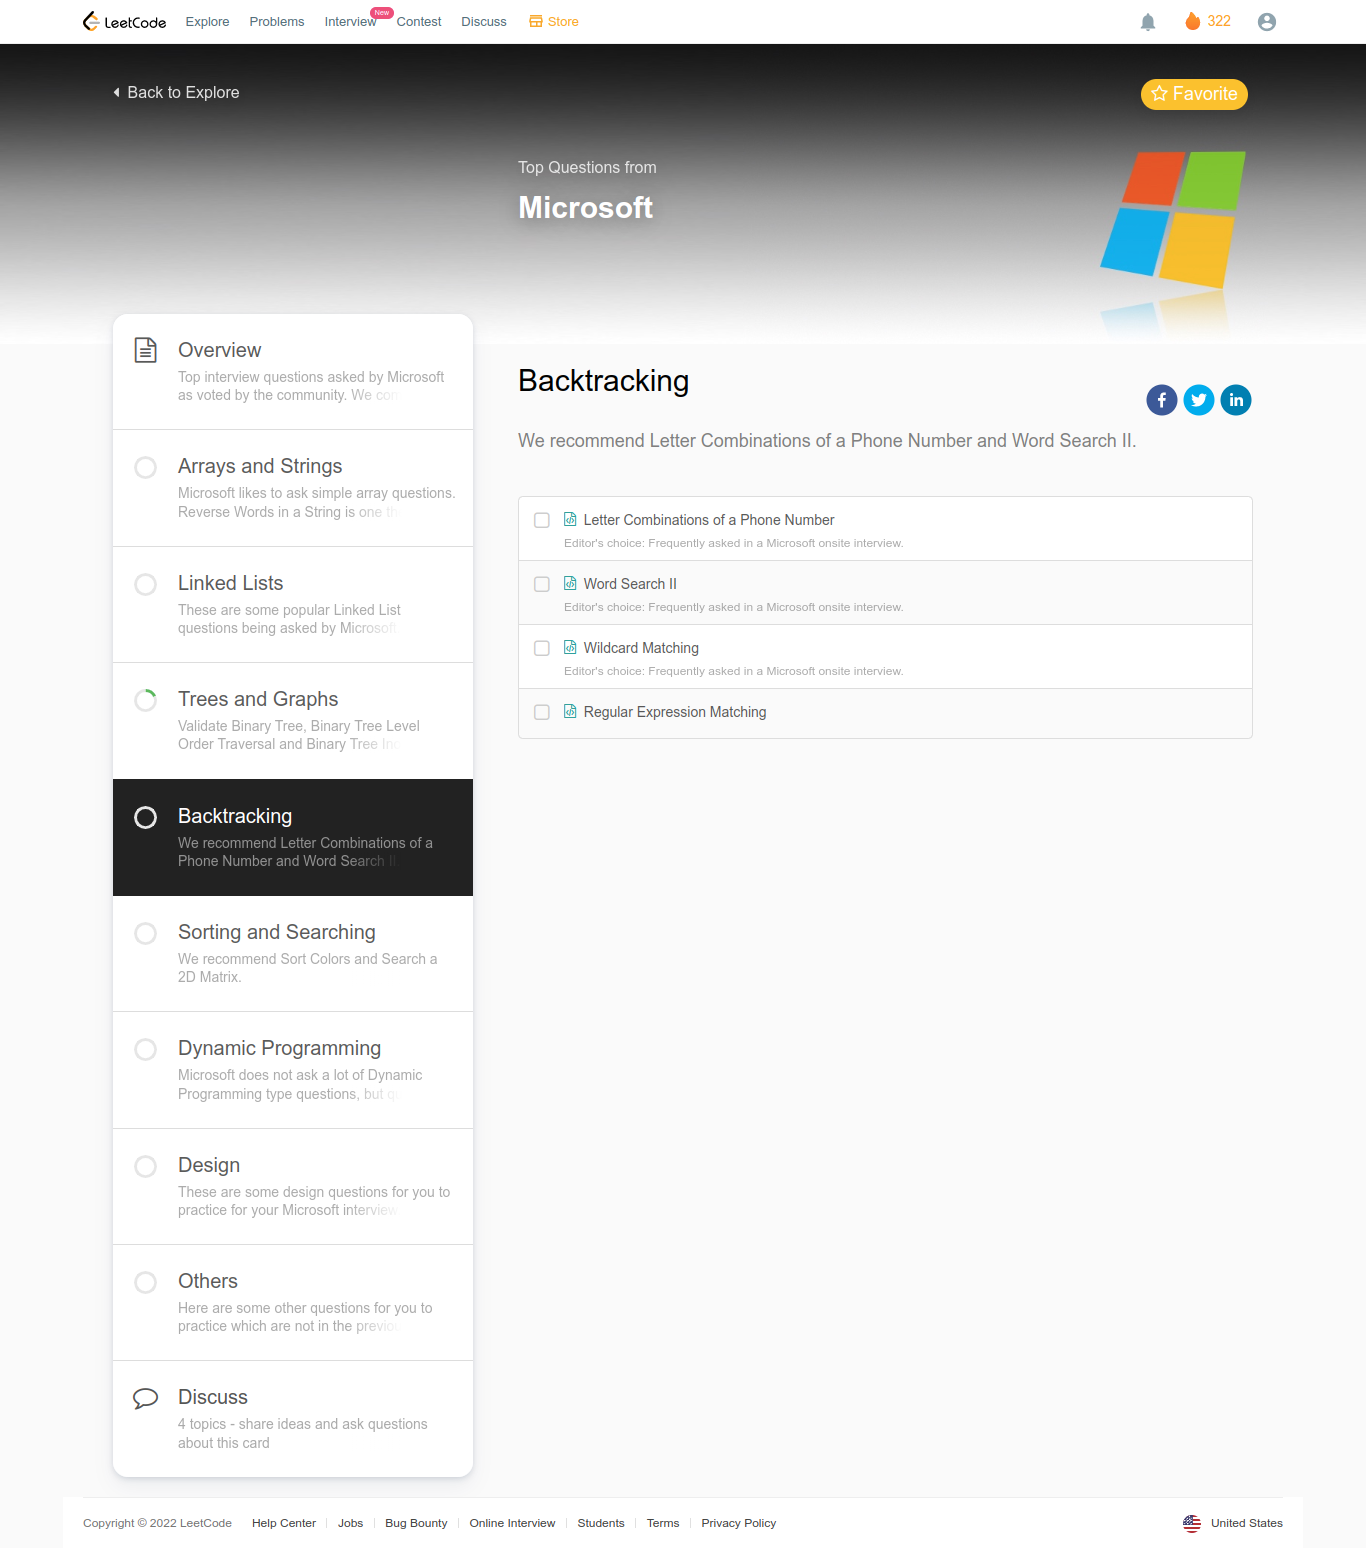 LeetCode Explore Problems Interview New Contest Discuss Store 322
Back to Explore
Favorite
Top Questions from
Microsoft
Overview
Top interview questions asked by Microsoft
as voted by the community. We con
Arrays and Strings
Microsoft likes to ask simple array questions.
Reverse Words in a String is one th
Linked Lists
These are some popular Linked List
questions being asked by Microsoft.
Trees and Graphs
Validate Binary Tree, Binary Tree Level
Order Traversal and Binary Tree Ino
Backtracking
We recommend Letter Combinations of a
Phone Number and Word Search II.
Sorting and Searching
We recommend Sort Colors and Search a
2D Matrix.
Dynamic Programming
Microsoft does not ask a lot of Dynamic
Programming type questions, but q
Design
These are some design questions for you to
practice for your Microsoft interview
Others
Here are some other questions for you to
practice which are not in the previo
Discuss
4 topics - share ideas and ask questions
about this card
Backtracking
We recommend Letter Combinations of a Phone Number and Word Search II.
Letter Combinations of a Phone Number
Editor's choice: Frequently asked in a Microsoft onsite interview.
Word Search II
Editor's choice: Frequently asked in a Microsoft onsite interview.
Wildcard Matching
Editor's choice: Frequently asked in a Microsoft onsite interview.
Regular Expression Matching
Copyright © 2022 LeetCode Help Center Jobs Bug Bounty Online Interview Students Terms Privacy Policy United States